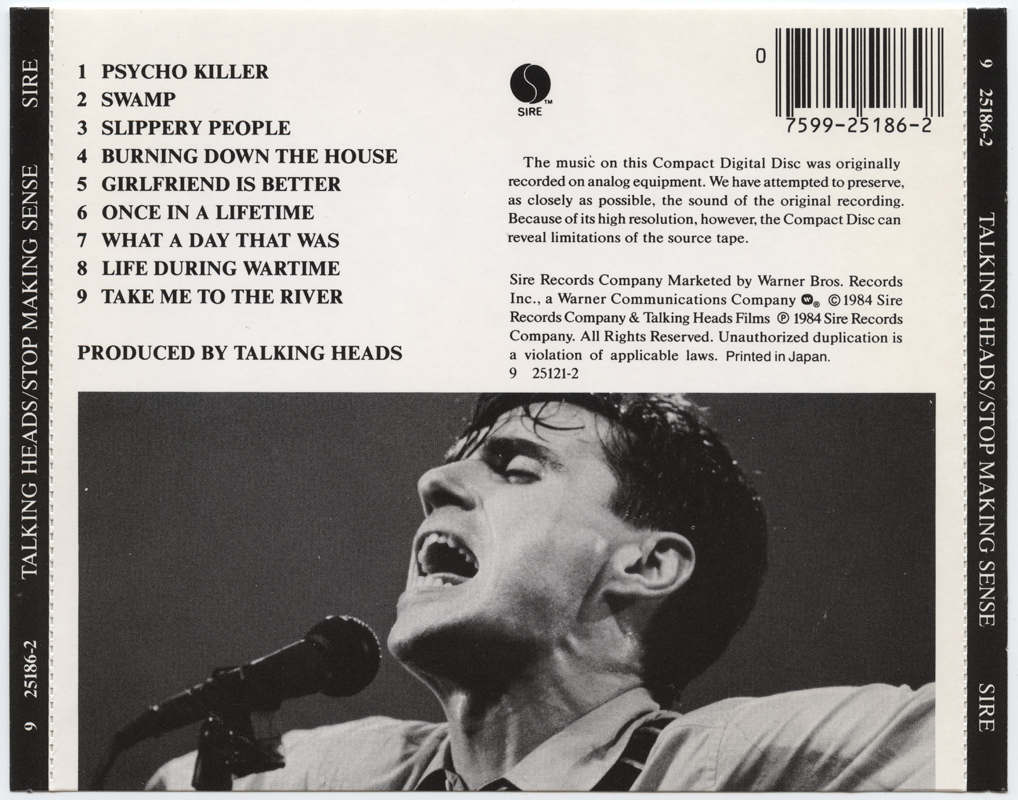 SIRE
TALKING HEADS/STOP MAKING SENSE
9 25186-2
1 PSYCHO KILLER
2 SWAMP
3 SLIPPERY PEOPLE
4 BURNING DOWN THE HOUSE
5 GIRLFRIEND IS BETTER
6 ONCE IN A LIFETIME
7 WHAT A DAY THAT WAS
8 LIFE DURING WARTIME
9 TAKE ME TO THE RIVER
PRODUCED BY TALKING HEADS
TM
SIRE
0
7599-25186-2
The music on this Compact Digital Disc was originally
recorded on analog equipment. We have attempted to preserve,
as closely as possible, the sound of the original recording.
Because of its high resolution, however, the Compact Disc can
reveal limitations of the source tape.
Sire Records Company Marketed by Warner Bros. Records
Inc., a Warner Communications Company W® ©1984 Sire
Records Company & Talking Heads Films ℗ 1984 Sire Records
Company. All Rights Reserved. Unauthorized duplication is
a violation of applicable laws. Printed in Japan.
9 25121-2
9 25186-2
TALKING HEADS/STOP MAKING SENSE
SIRE